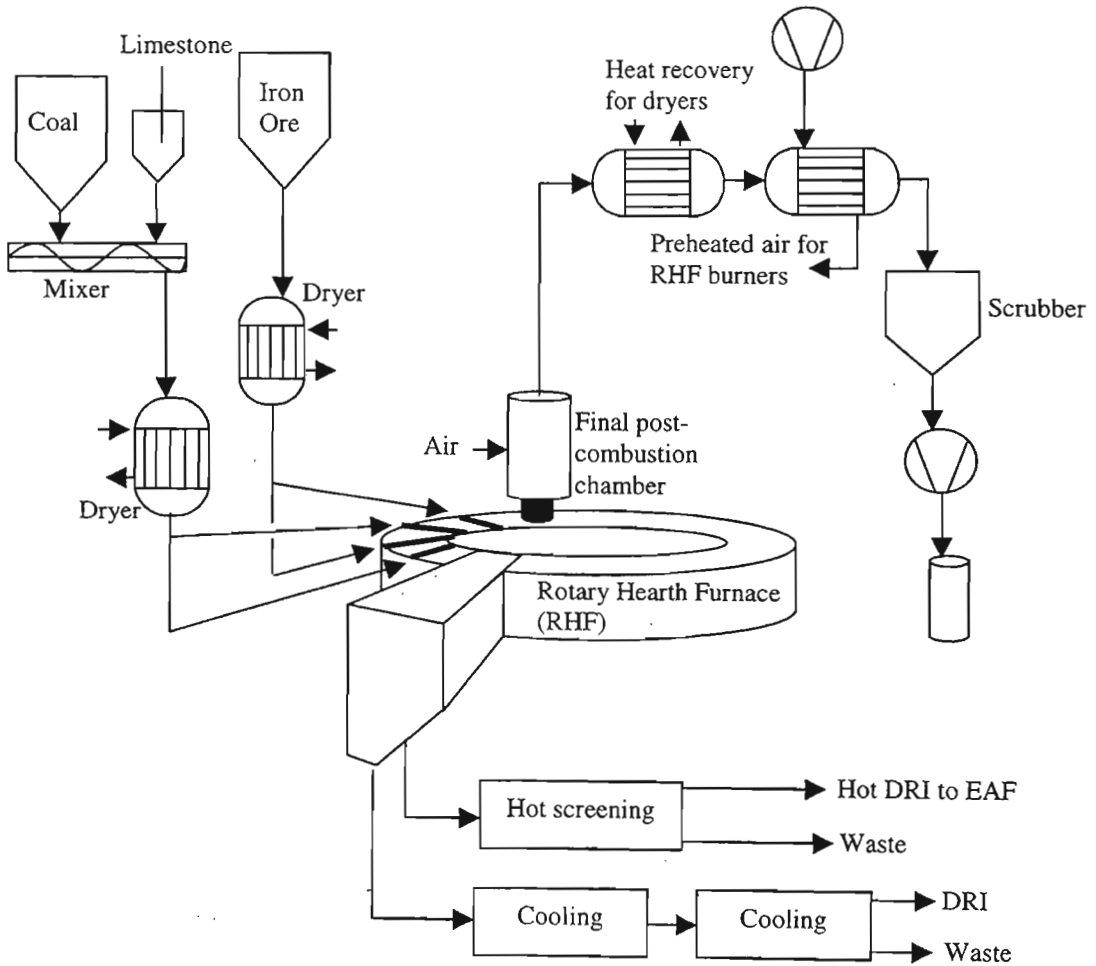 Limestone
Coal
Iron
Ore
Mixer
Dryer
Dryer
Heat recovery
for dryers
Preheated air for
RHF burners
Scrubber
Air
Final post-
combustion
chamber
Rotary Hearth Furnace
(RHF)
Hot screening
Hot DRI to EAF
Waste
Cooling
Cooling
DRI
Waste